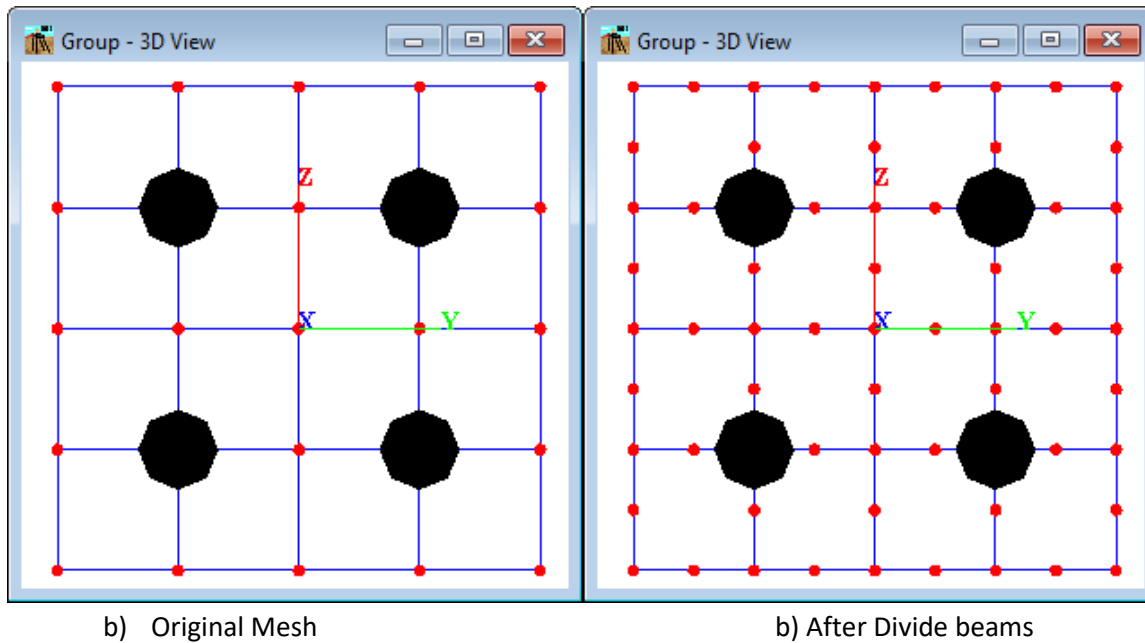 Group - 3D View
Z
X
Y
Group - 3D View
Z
X
Y
b) Original Mesh
b) After Divide beams